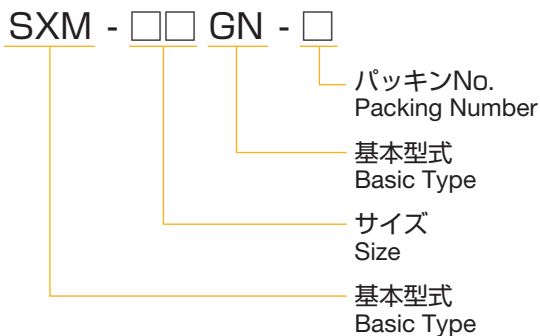 SXM - □□ GN - □
パッキンNo.
Packing Number
基本型式
Basic Type
サイズ
Size
基本型式
Basic Type